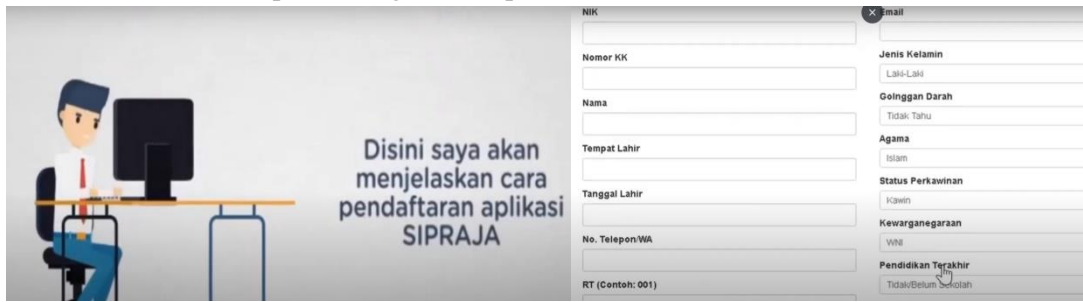 Disini saya akan
menjelaskan cara
pendaftaran aplikasi
SIPRAJA
NIK
Nomor KK
Nama
Tempat Lahir
Tanggal Lahir
No. Telepon/WA
RT (Contoh: 001)
Email
Jenis Kelamin
Laki-Laki
Golnggan Darah
Tidak Tahu
Agama
Islam
Status Perkawinan
Kawin
Kewarganegaraan
WNI
Pendidikan Terakhir
Tidak/Belum Sekolah